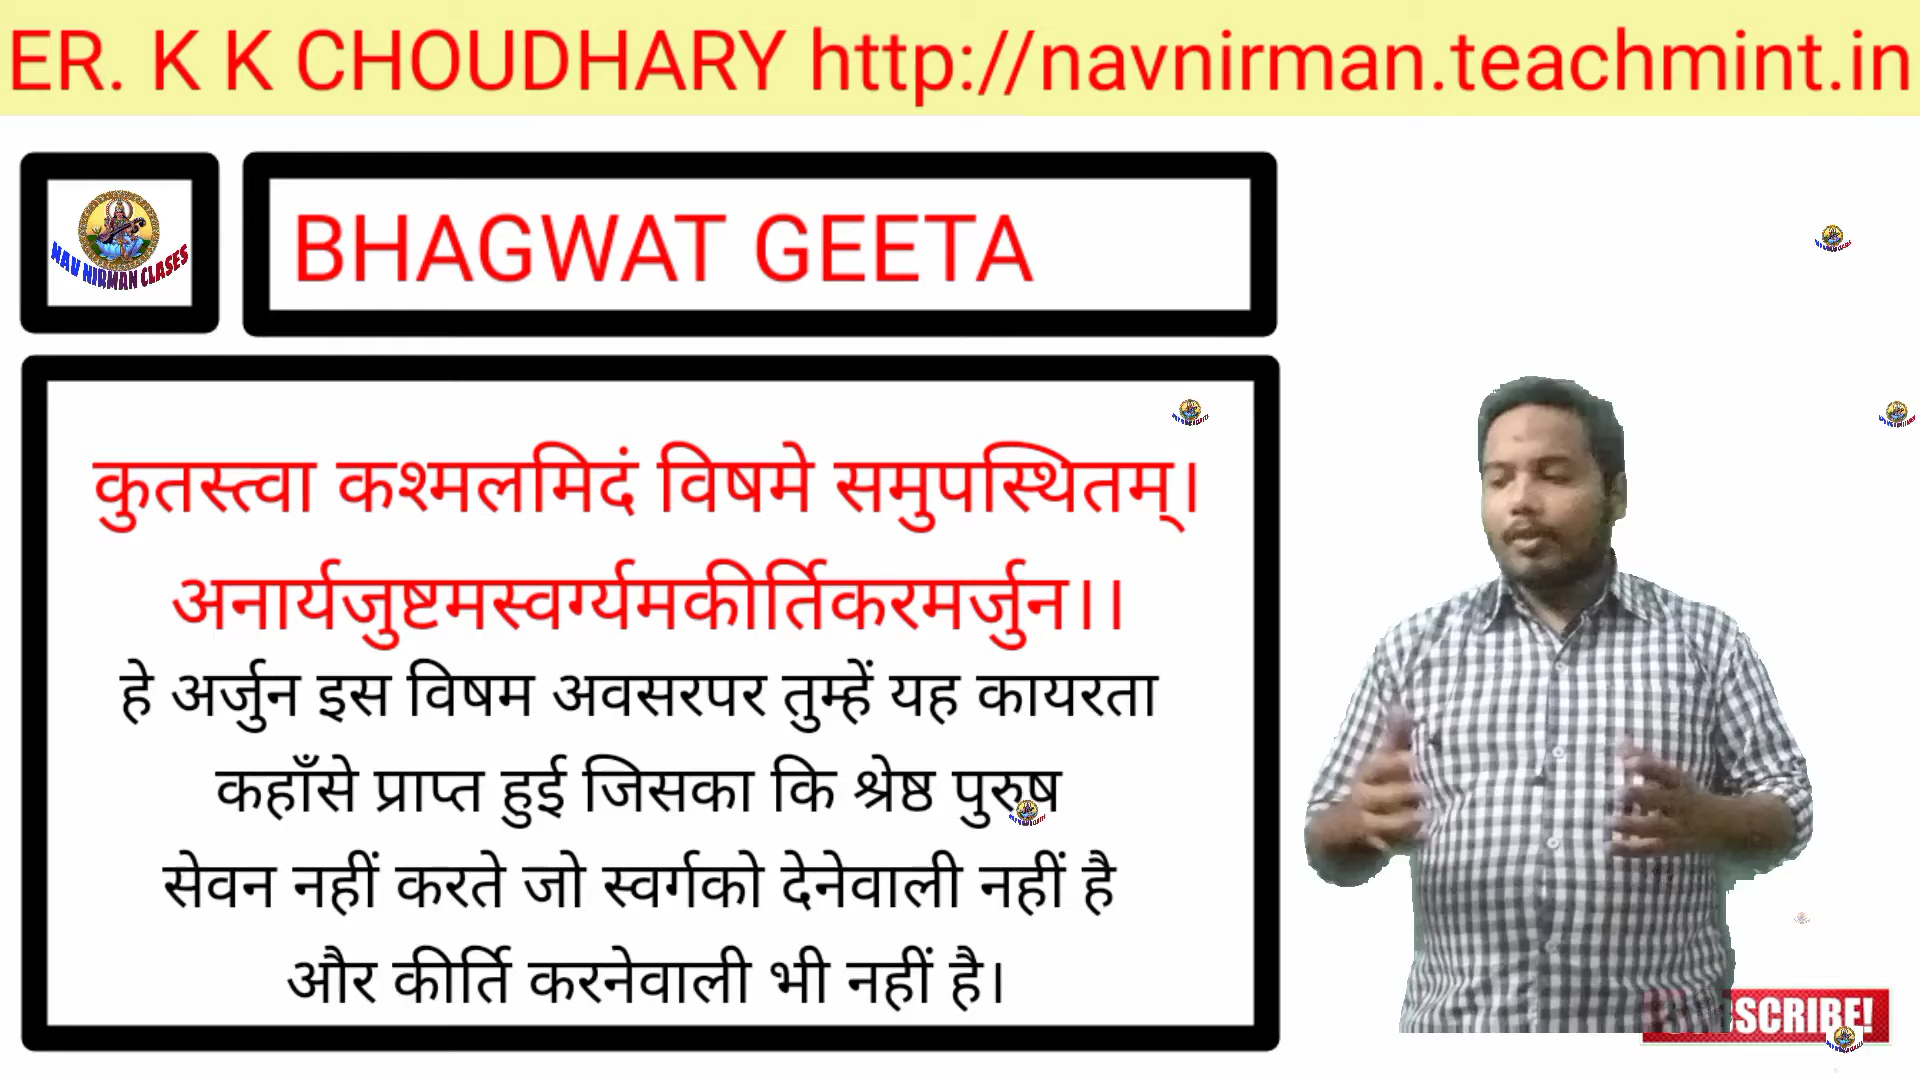 ER. K K CHOUDHARY http://navnirman.teachmint.in
NAV NIRMAN CLASES
BHAGWAT GEETA
कुतस्त्वा कश्मलमिदं विषमे समुपस्थितम्।
अनार्यजुष्टमस्वर्ग्यमकीर्तिकरमर्जुन।।
हे अर्जुन इस विषम अवसरपर तुम्हें यह कायरता
कहाँसे प्राप्त हुई जिसका कि श्रेष्ठ पुरुष
सेवन नहीं करते जो स्वर्गको देनेवाली नहीं है
और कीर्ति करनेवाली भी नहीं है।
SCRIBE!